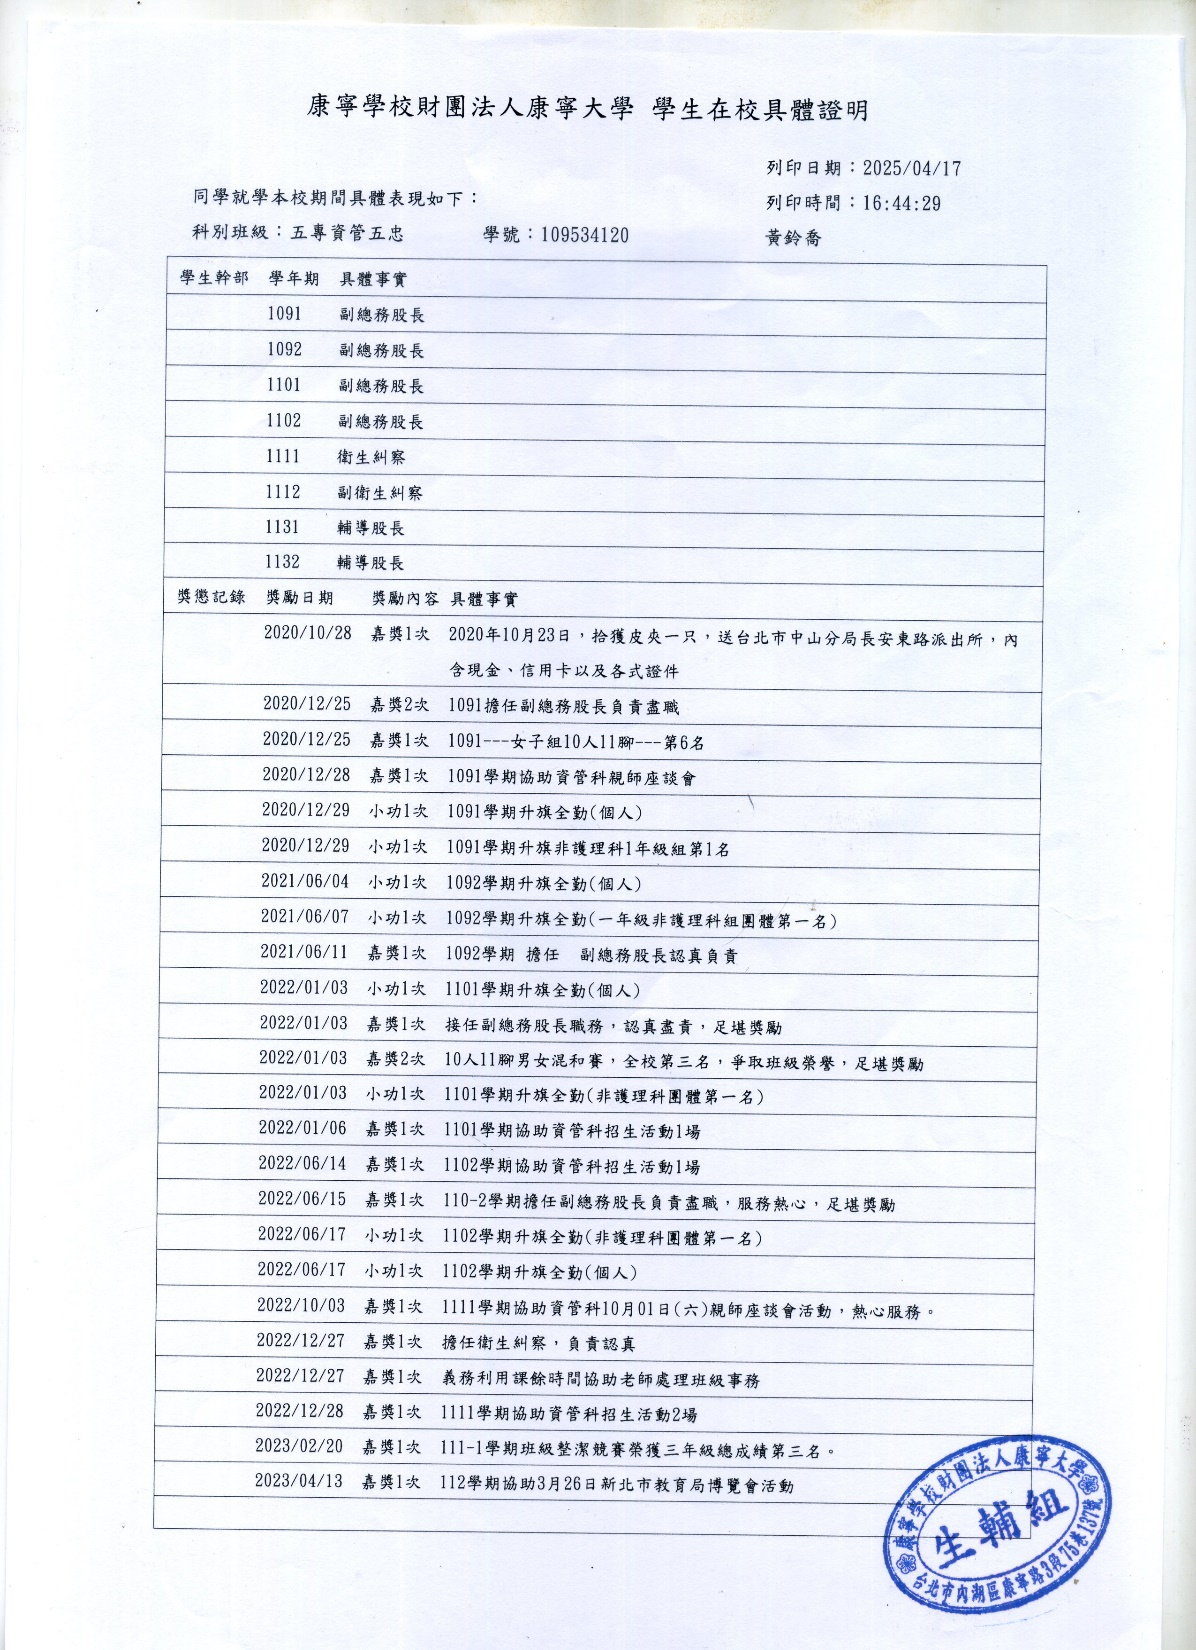 康寧學校財團法人康寧大學 學生在校具體證明
列印日期：2025/04/17
同學就學本校期間具體表現如下：
列印時間：16:44:29
科別班級：五專資管五忠 學號：109534120 黃鈴喬
學生幹部 學年期 具體事實
1091 副總務股長
1092 副總務股長
1101 副總務股長
1102 副總務股長
1111 衛生糾察
1112 副衛生糾察
1131 輔導股長
1132 輔導股長
獎懲記錄 獎勵日期 獎勵內容 具體事實
2020/10/28 嘉獎1次 2020年10月23日，拾獲皮夾一只，送台北市中山分局長安東路派出所，內
含現金、信用卡以及各式證件
2020/12/25 嘉獎2次 1091擔任副總務股長負責盡職
2020/12/25 嘉獎1次 1091---女子組10人11腳---第6名
2020/12/28 嘉獎1次 1091學期協助資管科親師座談會
2020/12/29 小功1次 1091學期升旗全勤(個人)
2020/12/29 小功1次 1091學期升旗非護理科1年級組第1名
2021/06/04 小功1次 1092學期升旗全勤(個人)
2021/06/07 小功1次 1092學期升旗全勤(一年級非護理科組團體第一名)
2021/06/11 嘉獎1次 1092學期 擔任 副總務股長認真負責
2022/01/03 小功1次 1101學期升旗全勤(個人)
2022/01/03 嘉獎1次 接任副總務股長職務，認真盡責，足堪獎勵
2022/01/03 嘉獎2次 10人11腳男女混和賽，全校第三名，爭取班級榮譽，足堪獎勵
2022/01/03 小功1次 1101學期升旗全勤(非護理科團體第一名)
2022/01/06 嘉獎1次 1101學期協助資管科招生活動1場
2022/06/14 嘉獎1次 1102學期協助資管科招生活動1場
2022/06/15 嘉獎1次 110-2學期擔任副總務股長負責盡職，服務熱心，足堪獎勵
2022/06/17 小功1次 1102學期升旗全勤(非護理科團體第一名)
2022/06/17 小功1次 1102學期升旗全勤(個人)
2022/10/03 嘉獎1次 1111學期協助資管科10月01日(六)親師座談會活動，熱心服務。
2022/12/27 嘉獎1次 擔任衛生糾察，負責認真
2022/12/27 嘉獎1次 義務利用課餘時間協助老師處理班級事務
2022/12/28 嘉獎1次 1111學期協助資管科招生活動2場
2023/02/20 嘉獎1次 111-1學期班級整潔競賽榮獲三年級總成績第三名。
2023/04/13 嘉獎1次 112學期協助3月26日新北市教育局博覽會活動
康寧學校財團法人康寧大學
生輔組
台北市內湖區康寧路3段75巷137號